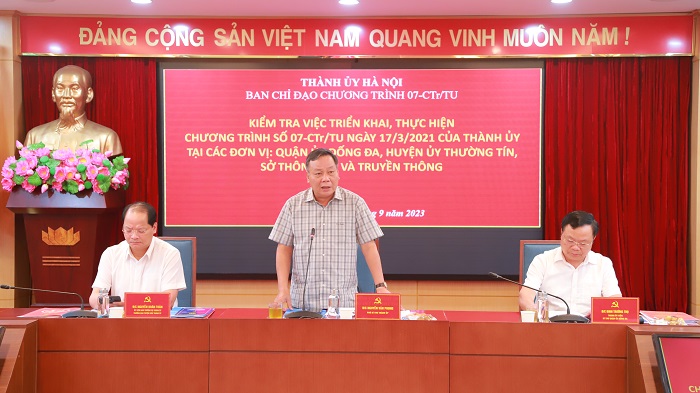 ĐẢNG CỘNG SẢN VIỆT NAM QUANG VINH MUÔN NĂM !
THÀNH ỦY HÀ NỘI
BAN CHỈ ĐẠO CHƯƠNG TRÌNH 07-CTr/TU
KIỂM TRA VIỆC TRIỂN KHAI, THỰC HIỆN
CHƯƠNG TRÌNH SỐ 07-CTr/TU NGÀY 17/3/2021 CỦA THÀNH ỦY
TẠI CÁC ĐƠN VỊ: QUẬN ĐỐNG ĐA, HUYỆN ỦY THƯỜNG TÍN,
SỞ VÀ TRUYỀN THÔNG
9 năm 2023
Đ/C NGUYỄN VĂN PHONG